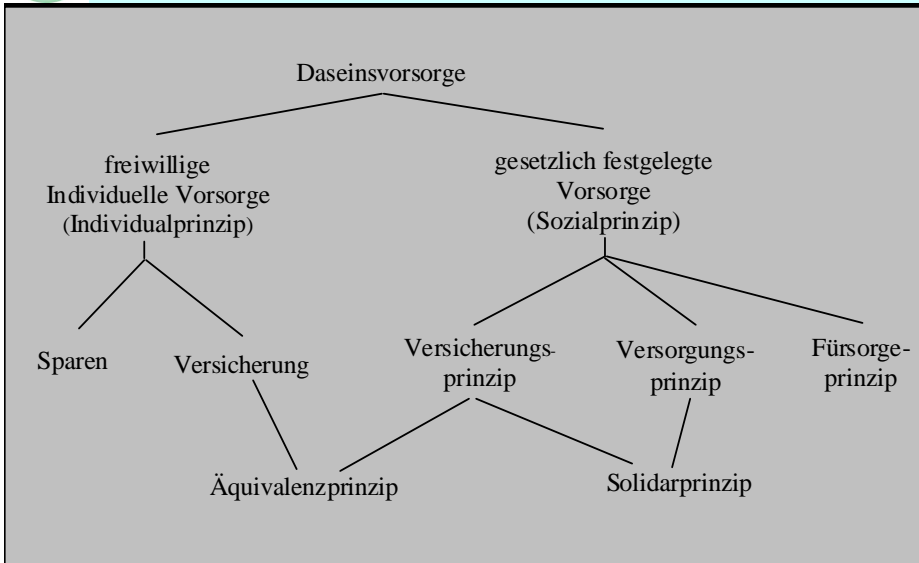 Daseinsvorsorge
freiwillige
Individuelle Vorsorge
(Individualprinzip)
gesetzlich festgelegte
Vorsorge
(Sozialprinzip)
Sparen
Versicherung
Versicherungs-
prinzip
Versorgungs-
prinzip
Fürsorge-
prinzip
Äquivalenzprinzip
Solidarprinzip